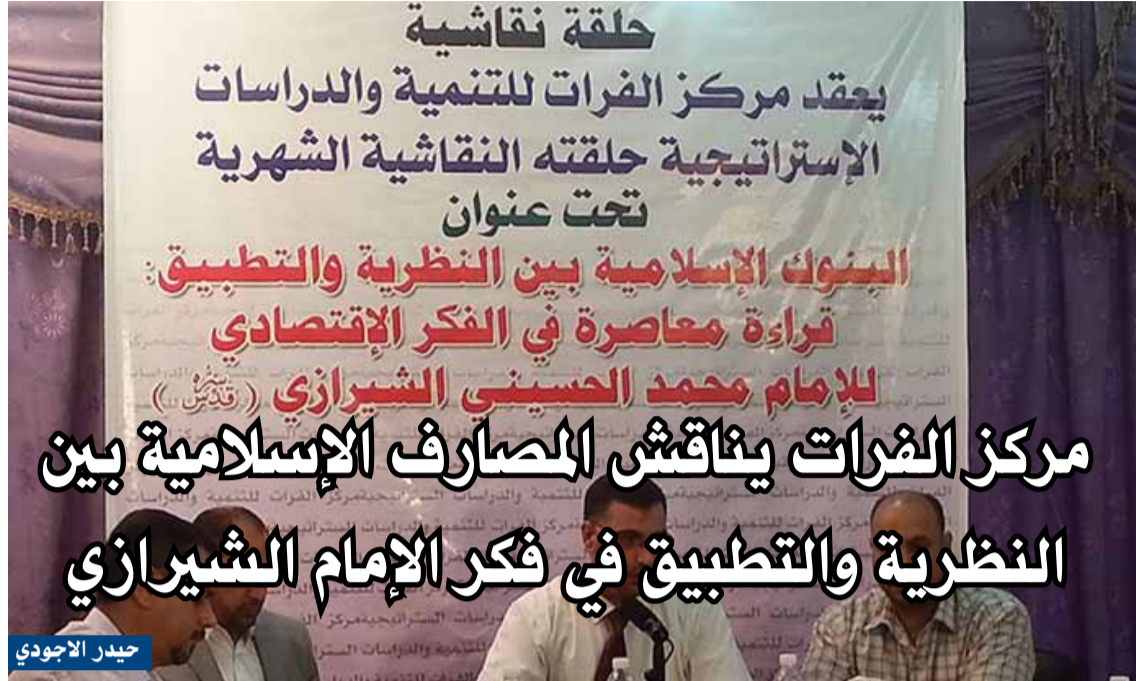 حلقة نقاشية
يعقد مركز الفرات للتنمية والدراسات
الإستراتيجية حلقته النقاشية الشهرية
تحت عنوان
البنوك الإسلامية بين النظرية والتطبيق:
قراءة معاصرة في الفكر الإقتصادي
للإمام محمد الحسيني الشيرازي (قدس سره)
مركز الفرات يناقش المصارف الإسلامية بين
النظرية والتطبيق في فكر الإمام الشيرازي
حيدر الاجودي